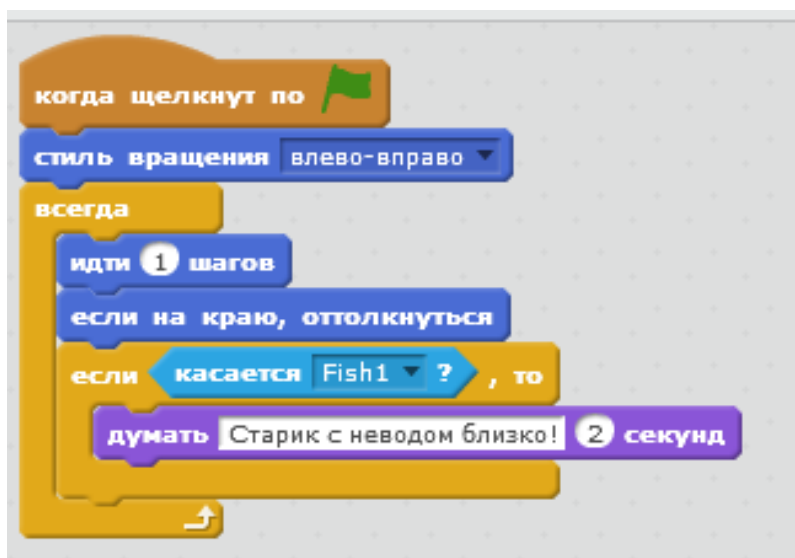 когда щелкнут по
стиль вращения влево-вправо
всегда
идти 1 шагов
если на краю, оттолкнуться
если касается Fish1 ? , то
думать Старик с неводом близко! 2 секунд